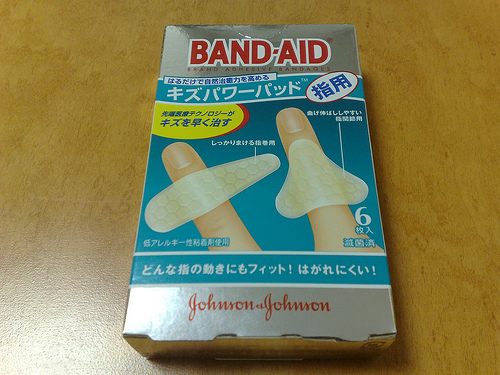 BAND-AID
BRAND ADHESIVE BANDAGES
はるだけで自然治癒力を高める
キズパワーパッド™
指用
先端医療テクノロジーが
キズを早く治す
曲げ伸ばししやすい
指関節用
しっかりまける指巻用
6
枚入
低アレルギー性粘着剤使用
滅菌済
どんな指の動きにもフィット！はがれにくい！
Johnson & Johnson